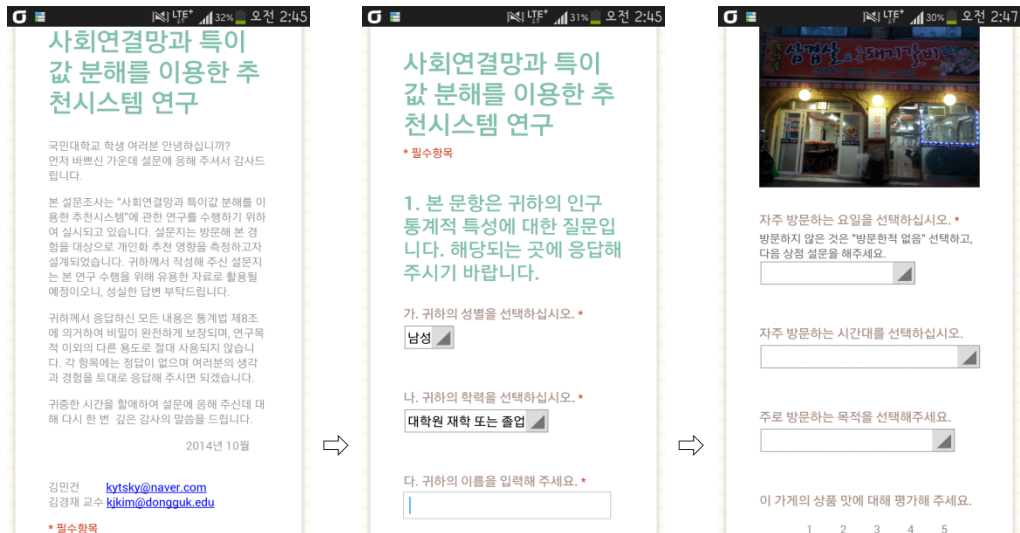 LTE+ 32% 오전 2:45
사회연결망과 특이
값 분해를 이용한 추
천시스템 연구
국민대학교 학생 여러분 안녕하십니까?
먼저 바쁘신 가운데 설문에 응해 주셔서 감사드
립니다.
본 설문조사는 "사회연결망과 특이값 분해를 이
용한 추천시스템"에 관한 연구를 수행하기 위하
여 실시되고 있습니다. 설문지는 방문해 본 경
험을 대상으로 개인화 추천 영향을 측정하고자
설계되었습니다. 귀하께서 작성해 주신 설문지
는 본 연구 수행을 위해 유용한 자료로 활용될
예정이오니, 성실한 답변 부탁드립니다.
귀하께서 응답하신 모든 내용은 통계법 제8조
에 의거하여 비밀이 완전하게 보장되며, 연구목
적 이외의 다른 용도로 절대 사용되지 않습니
다. 각 항목에는 정답이 없으며 여러분의 생각
과 경험을 토대로 응답해 주시면 되겠습니다.
귀중한 시간을 할애하여 설문에 응해 주신데 대
해 다시 한 번 깊은 감사의 말씀을 드립니다.
2014년 10월
김민건 kytsky@naver.com
김경재 교수 kjkim@dongguk.edu
* 필수항목
LTE+ 31% 오전 2:45
사회연결망과 특이
값 분해를 이용한 추
천시스템 연구
* 필수항목
1. 본 문항은 귀하의 인구
통계적 특성에 대한 질문입
니다. 해당되는 곳에 응답해
주시기 바랍니다.
가. 귀하의 성별을 선택하십시오. *
남성
나. 귀하의 학력을 선택하십시오. *
대학원 재학 또는 졸업
다. 귀하의 이름을 입력해 주세요. *
LTE+ 30% 오전 2:47
삼겹살 돼지갈비
자주 방문하는 요일을 선택하십시오. *
방문하지 않은 것은 "방문한적 없음" 선택하고,
다음 상점 설문을 해주세요.
자주 방문하는 시간대를 선택하십시오.
주로 방문하는 목적을 선택해주세요.
이 가게의 상품 맛에 대해 평가해 주세요.
1 2 3 4 5